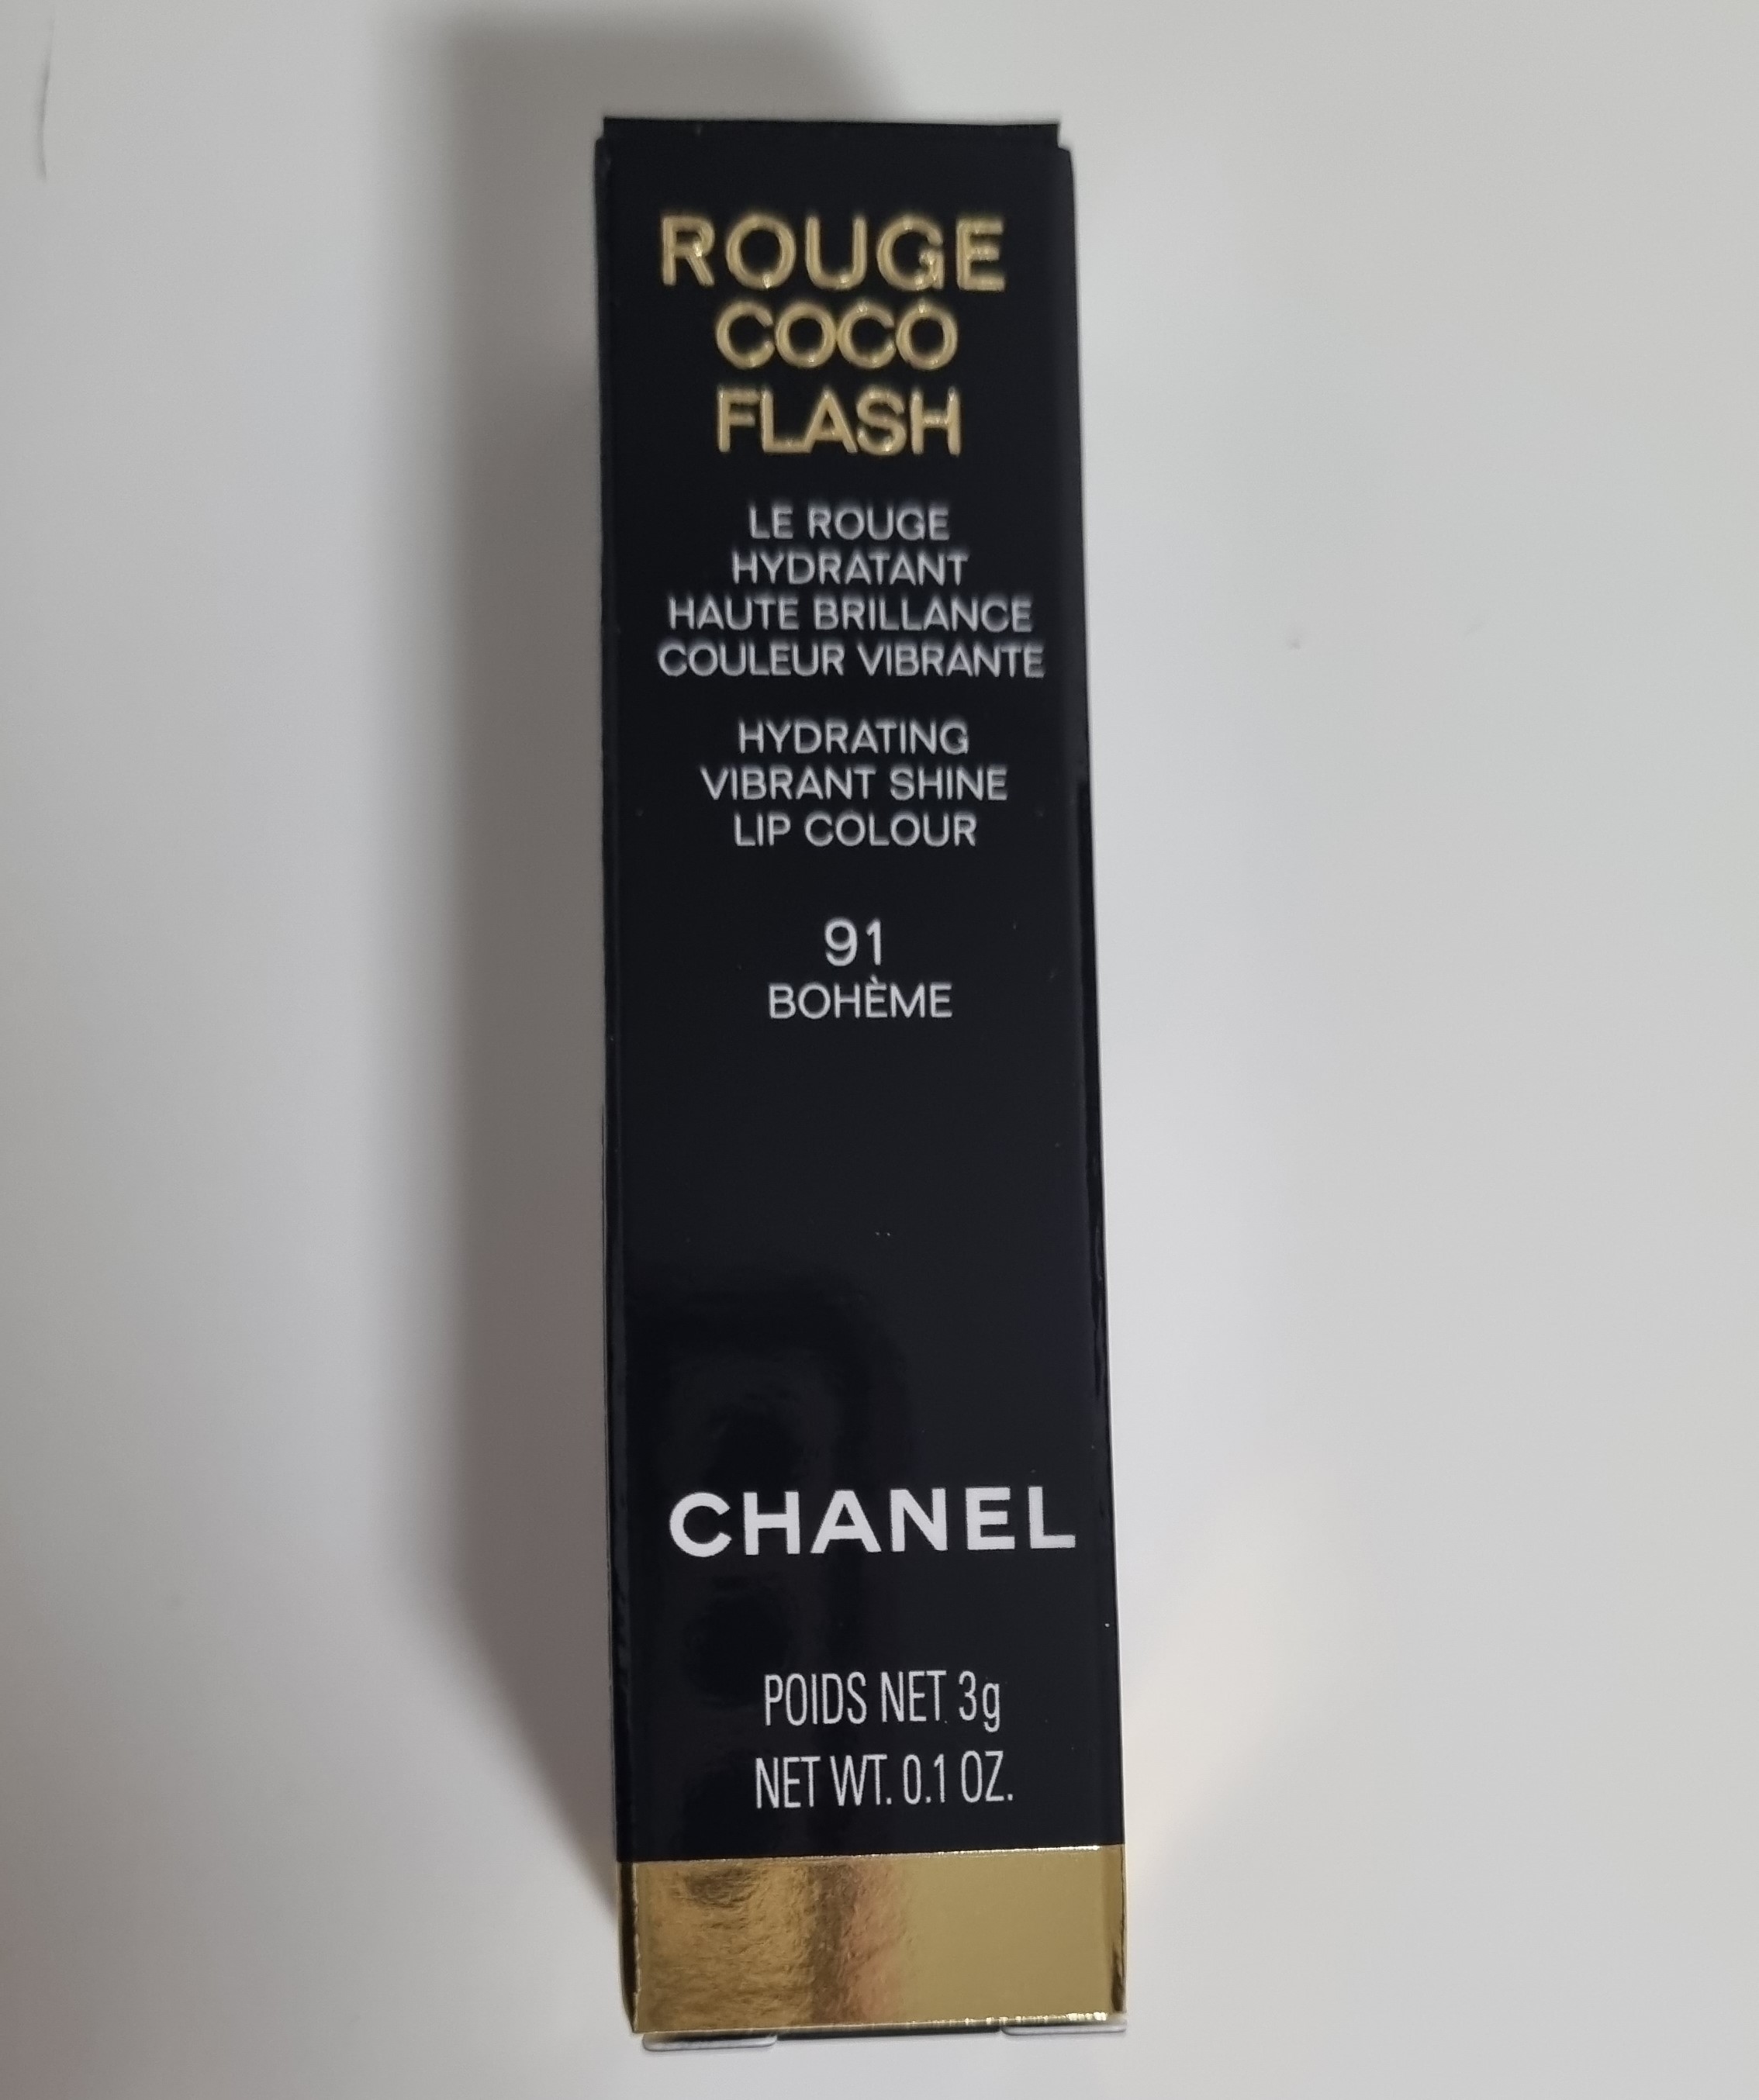 ROUGE
COCO
FLASH
LE ROUGE
HYDRATANT
HAUTE BRILLANCE
COULEUR VIBRANTE
HYDRATING
VIBRANT SHINE
LIP COLOUR
91
BOHÈME
CHANEL
POIDS NET 3g
NET WT. 0.1 OZ.